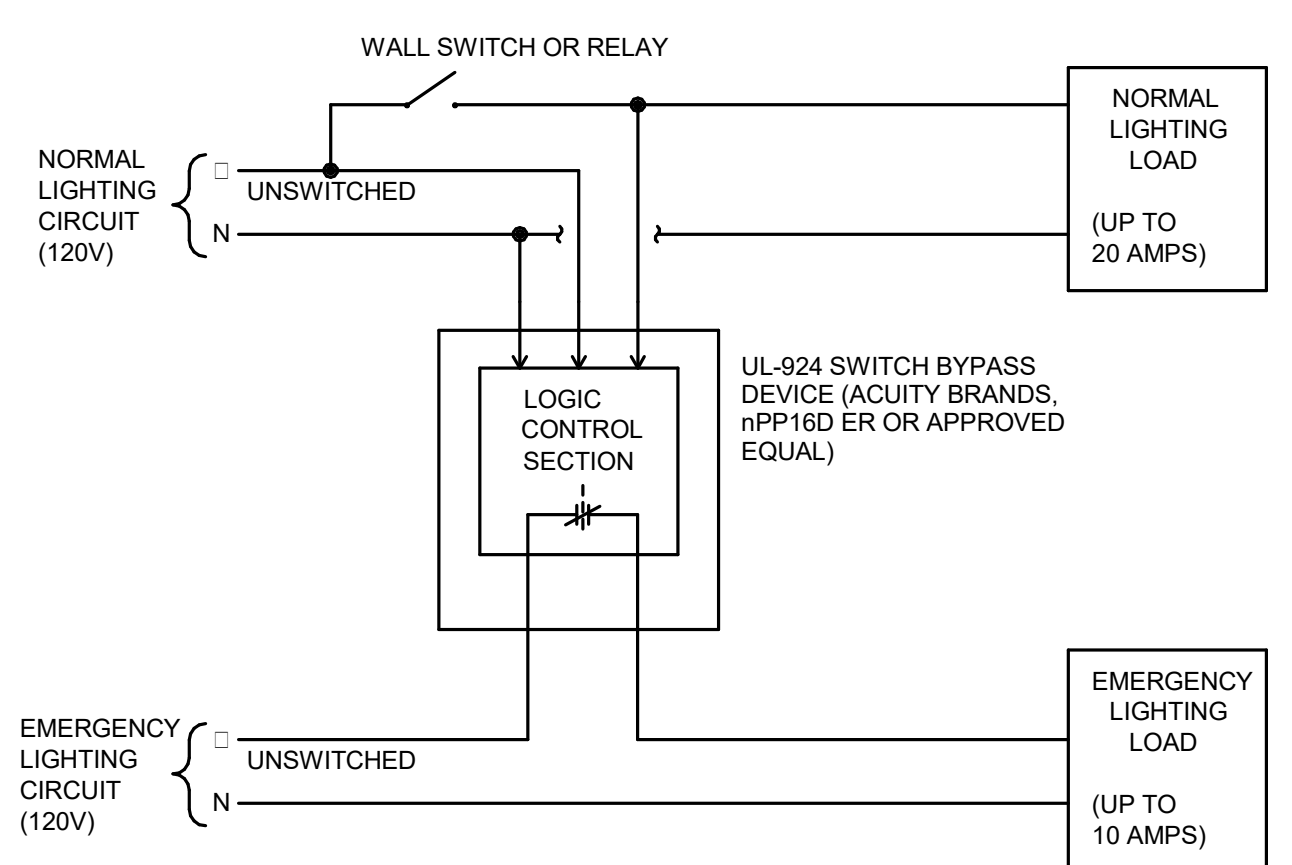 WALL SWITCH OR RELAY
NORMAL
LIGHTING
CIRCUIT
(120V)
□
UNSWITCHED
N
NORMAL
LIGHTING
LOAD
(UP TO
20 AMPS)
LOGIC
CONTROL
SECTION
UL-924 SWITCH BYPASS
DEVICE (ACUITY BRANDS,
nPP16D ER OR APPROVED
EQUAL)
EMERGENCY
LIGHTING
CIRCUIT
(120V)
□
UNSWITCHED
N
EMERGENCY
LIGHTING
LOAD
(UP TO
10 AMPS)